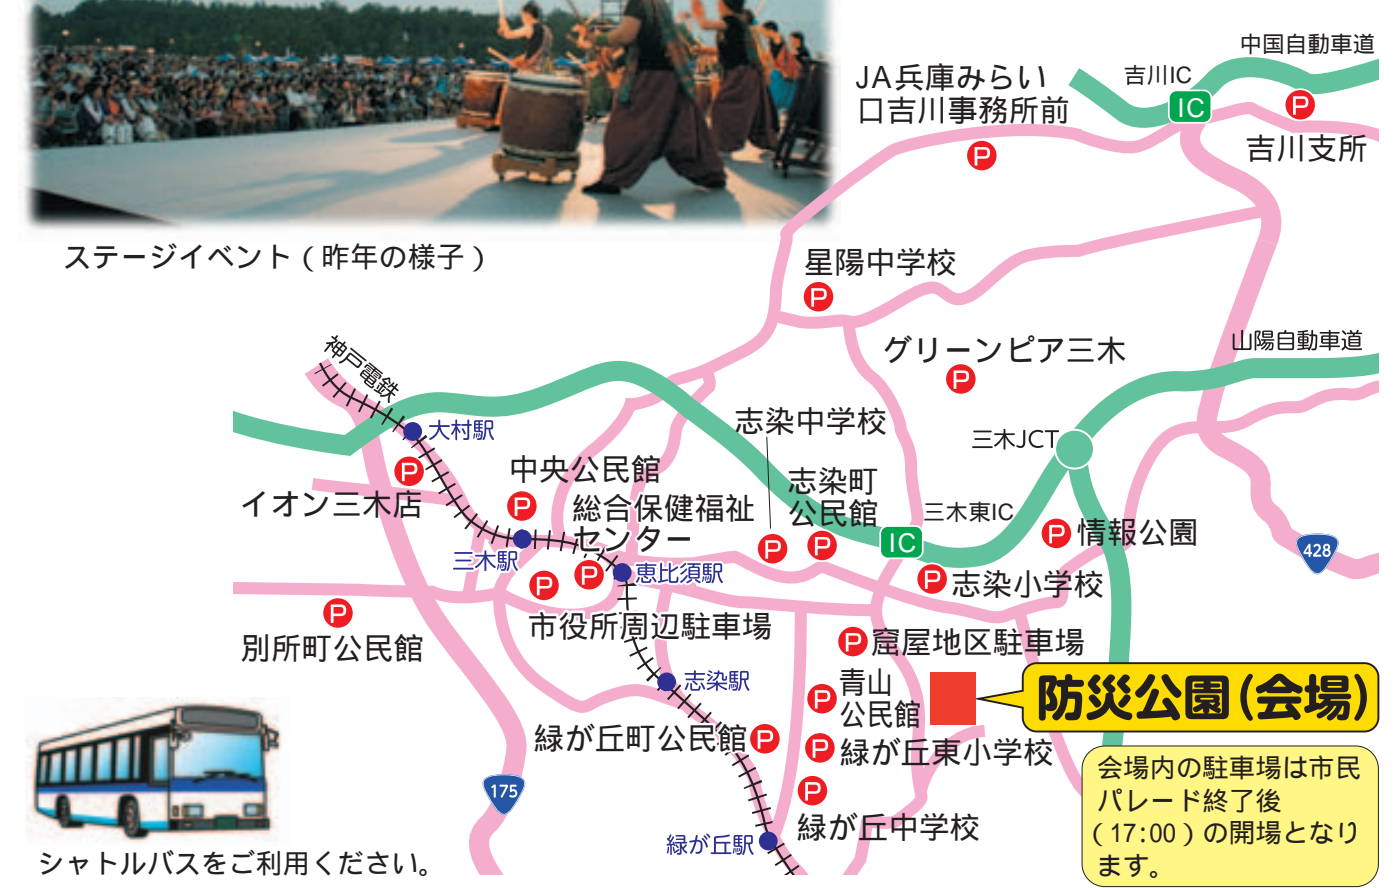 中国自動車道
吉川IC
IC
P
吉川支所
JA兵庫みらい
口吉川事務所前
P
ステージイベント(昨年の様子)
星陽中学校
P
グリーンピア三木
P
山陽自動車道
神戸電鉄
大村駅
P
イオン三木店
中央公民館
P
総合保健福祉
センター
P
三木駅
恵比須駅
P
市役所周辺駐車場
志染中学校
P
志染町
公民館
P
三木JCT
三木東IC
IC
P 情報公園
428
P 志染小学校
P
別所町公民館
P 窟屋地区駐車場
志染駅
P 青山
公民館
防災公園(会場)
緑が丘町公民館 P
P 緑が丘東小学校
P
緑が丘中学校
175
緑が丘駅
会場内の駐車場は市民
パレード終了後
(17:00)の開場となり
ます。
シャトルバスをご利用ください。